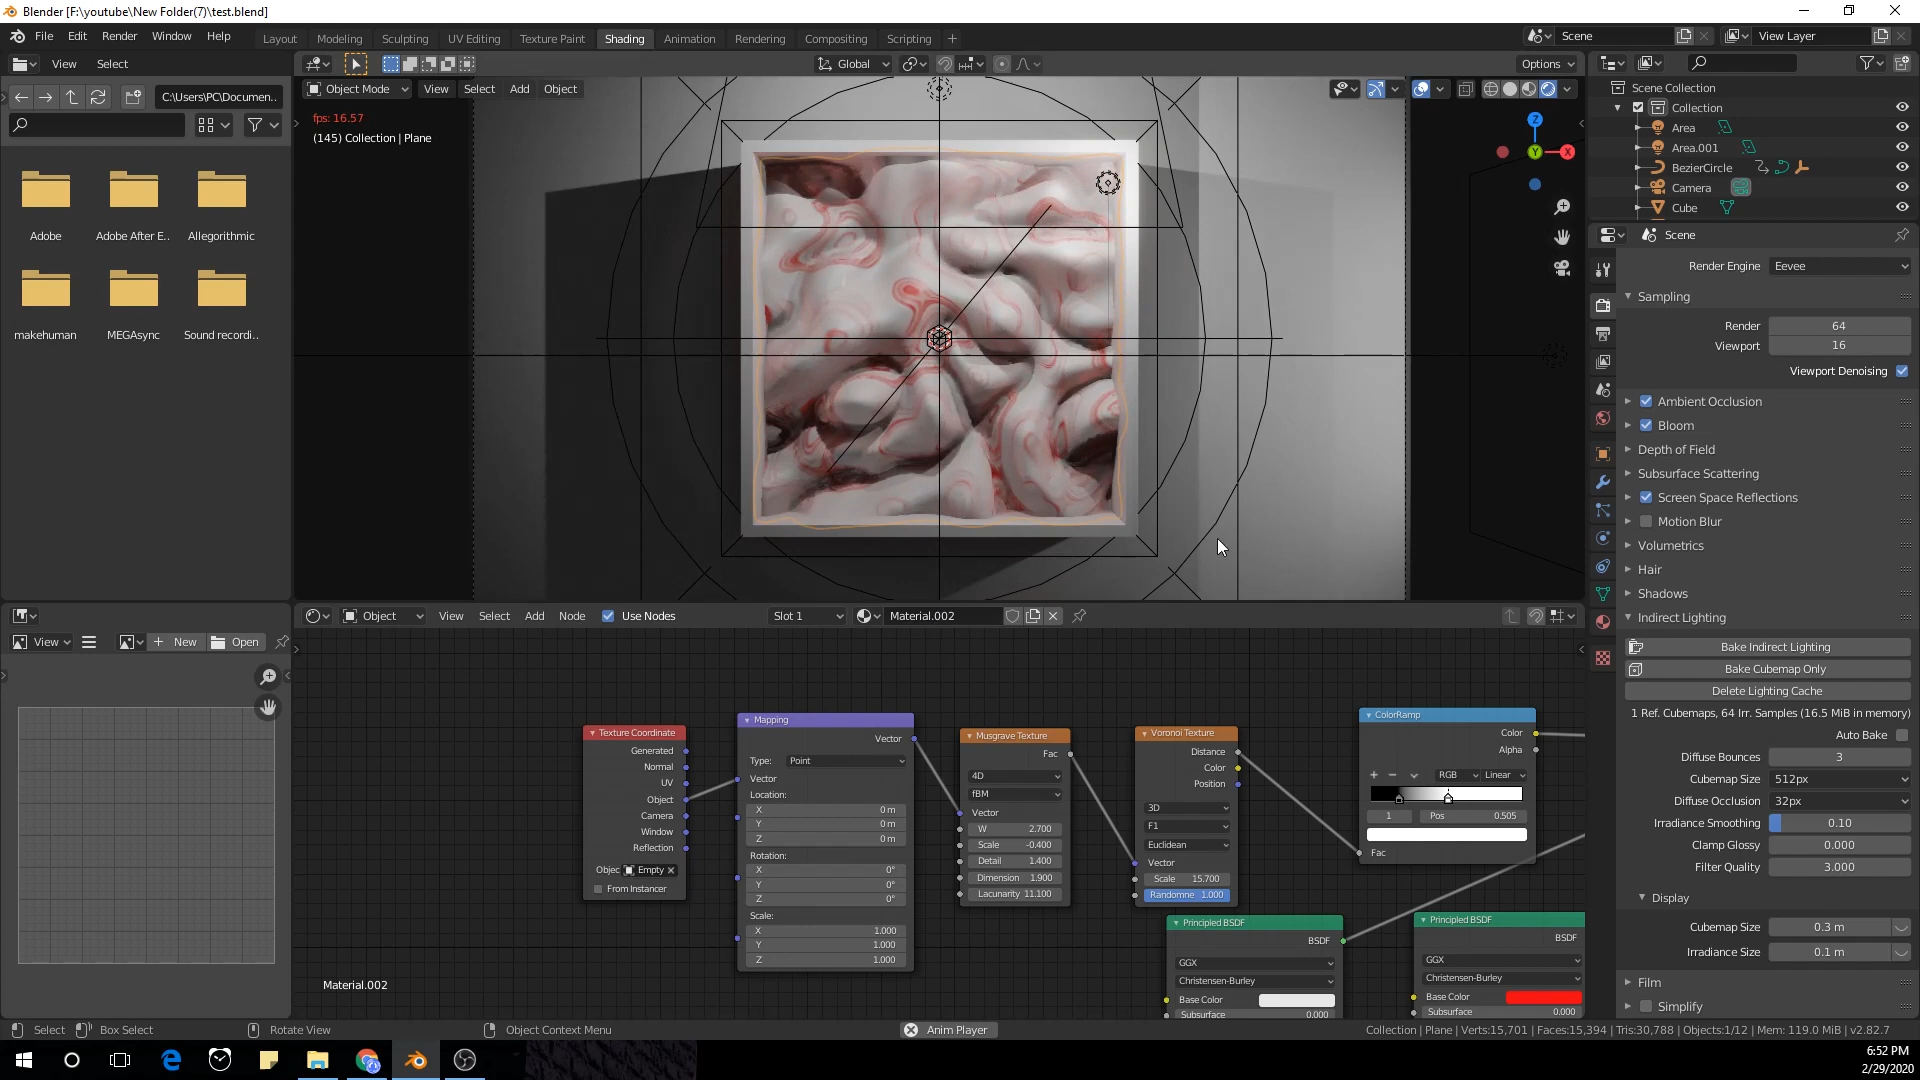 Blender [F:\youtube\New Folder(7)\test.blend]
File Edit Render Window Help
Layout Modeling Sculpting UV Editing Texture Paint Shading Animation Rendering Compositing Scripting +
Scene View Layer
View Select
Global Options
C:\Users\PC\Documen..
Object Mode View Select Add Object
fps: 16.57
(145) Collection | Plane
Z
Y
X
Adobe
Adobe After E..
Allegorithmic
makehuman
MEGAsync
Sound recordi..
Scene Collection
Collection
Area
Area.001
BezierCircle
Camera
Cube
Scene
Render Engine Eevee
Sampling
Render 64
Viewport 16
Viewport Denoising
Ambient Occlusion
Bloom
Depth of Field
Subsurface Scattering
Screen Space Reflections
Motion Blur
Volumetrics
Hair
Shadows
Indirect Lighting
Bake Indirect Lighting
Bake Cubemap Only
Delete Lighting Cache
1 Ref. Cubemaps, 64 Irr. Samples (16.5 MiB in memory)
Auto Bake
Diffuse Bounces 3
Cubemap Size 512px
Diffuse Occlusion 32px
Irradiance Smoothing 0.10
Clamp Glossy 0.000
Filter Quality 3.000
Display
Cubemap Size 0.3 m
Irradiance Size 0.1 m
Film
Simplify
View + New Open
Object View Select Add Node Use Nodes Slot 1 Material.002
Texture Coordinate
Generated
Normal
UV
Object
Camera
Window
Reflection
Objec Empty
From Instancer
Mapping
Vector
Type: Point
Vector
Location:
X 0 m
Y 0 m
Z 0 m
Rotation:
X 0°
Y 0°
Z 0°
Scale:
X 1.000
Y 1.000
Z 1.000
Musgrave Texture
Fac
4D
fBM
Vector
W 2.700
Scale -0.400
Detail 1.400
Dimension 1.900
Lacunarity 11.100
Voronoi Texture
Distance
Color
Position
3D
F1
Euclidean
Vector
Scale 15.700
Randomne 1.000
ColorRamp
Color
Alpha
+ − RGB Linear
1 Pos 0.505
Fac
Principled BSDF
BSDF
GGX
Christensen-Burley
Base Color
Subsurface 0.000
Principled BSDF
BSDF
GGX
Christensen-Burley
Base Color
Subsurface 0.000
Material.002
Select Box Select Rotate View Object Context Menu Anim Player Collection | Plane | Verts:15,701 | Faces:15,394 | Tris:30,788 | Objects:1/12 | Mem: 119.0 MiB | v2.82.7
6:52 PM
2/29/2020